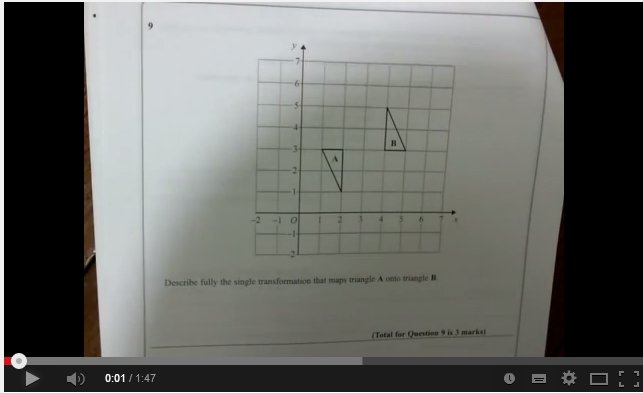 9
y
7
6
5
4
3
2
1
A
B
-2 -1 O 1 2 3 4 5 6 7 x
-1
-2
Describe fully the single transformation that maps triangle A onto triangle B.
(Total for Question 9 is 3 marks)
0:01 / 1:47